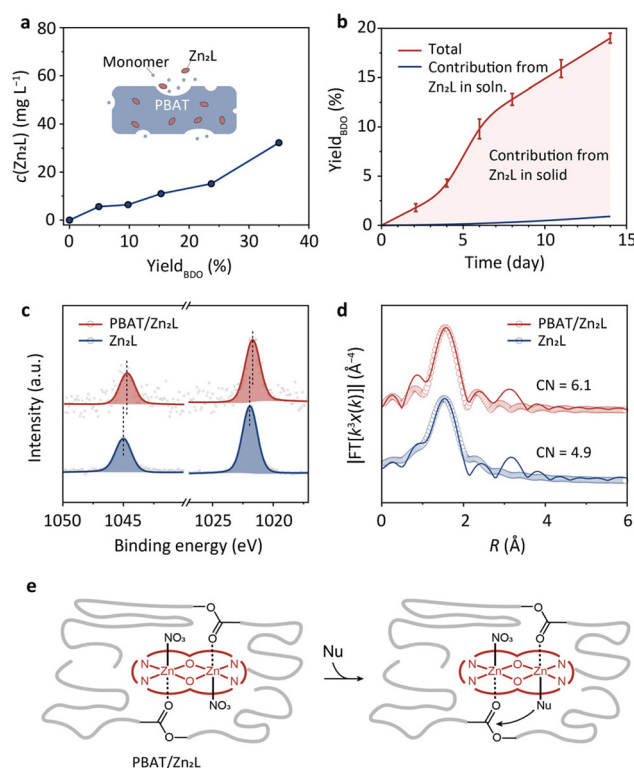 a
80
60
40
20
0
c(Zn₂L) (mg L⁻¹)
Monomer
Zn₂L
PBAT
0 10 20 30 40
Yield_BDO (%)
b
20
15
10
5
0
Yield_BDO (%)
Total
Contribution from
Zn₂L in soln.
Contribution from
Zn₂L in solid
0 5 10 15
Time (day)
c
PBAT/Zn₂L
Zn₂L
Intensity (a.u.)
1050 1045 1025 1020
Binding energy (eV)
d
PBAT/Zn₂L
Zn₂L
CN = 6.1
CN = 4.9
|FT[k³χ(k)]| (Å⁻⁴)
0 1 2 3 4 5 6
R (Å)
e
O
NO₃ O
N Zn O Zn N
N O N
O NO₃
O
PBAT/Zn₂L
Nu
O
NO₃ O
N Zn O Zn N
N O N
O Nu
O